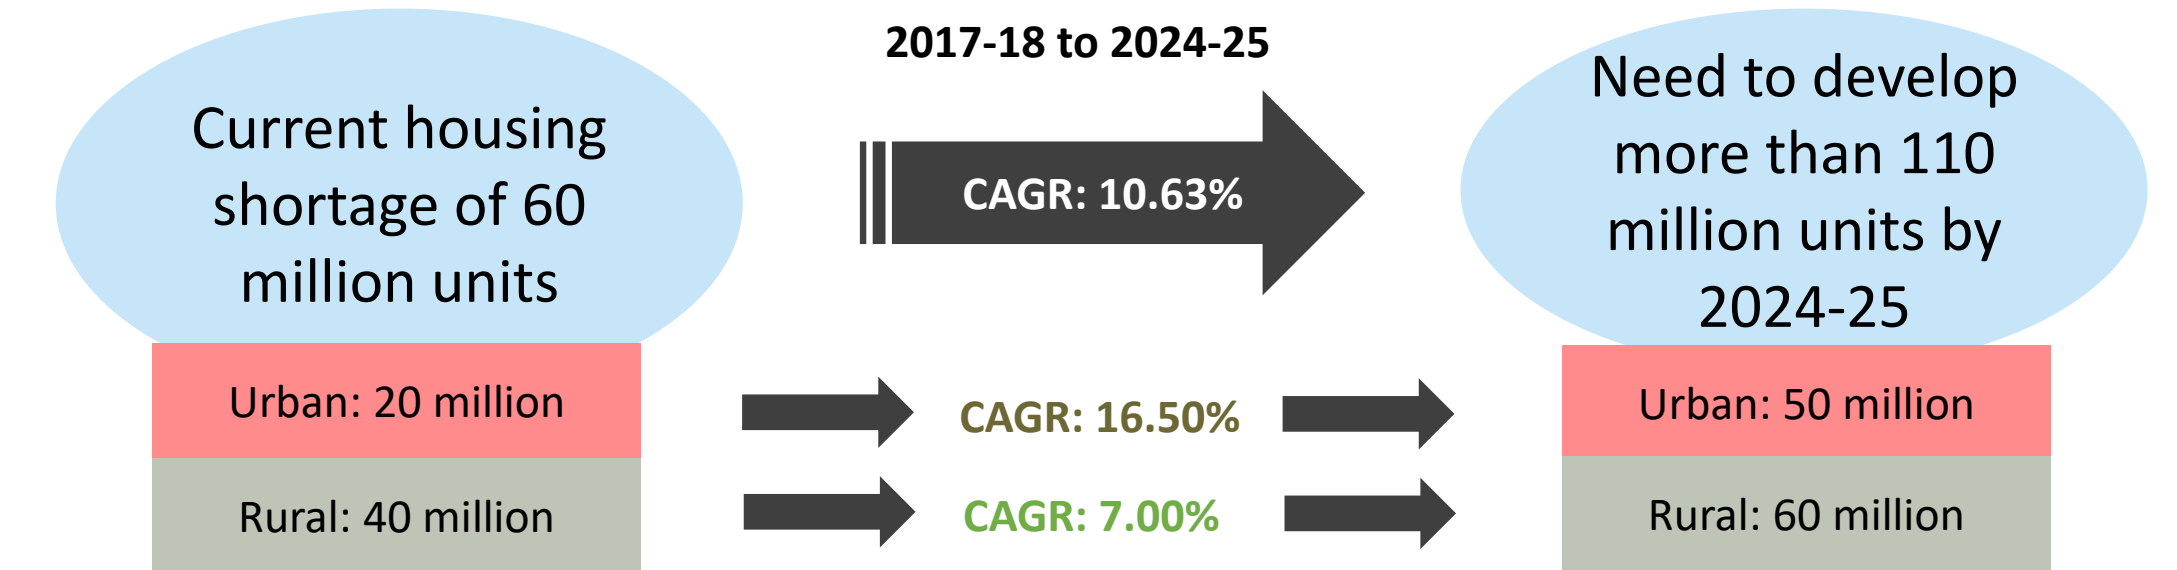 Current housing
shortage of 60
million units
Urban: 20 million
Rural: 40 million
2017-18 to 2024-25
CAGR: 10.63%
CAGR: 16.50%
CAGR: 7.00%
Need to develop
more than 110
million units by
2024-25
Urban: 50 million
Rural: 60 million